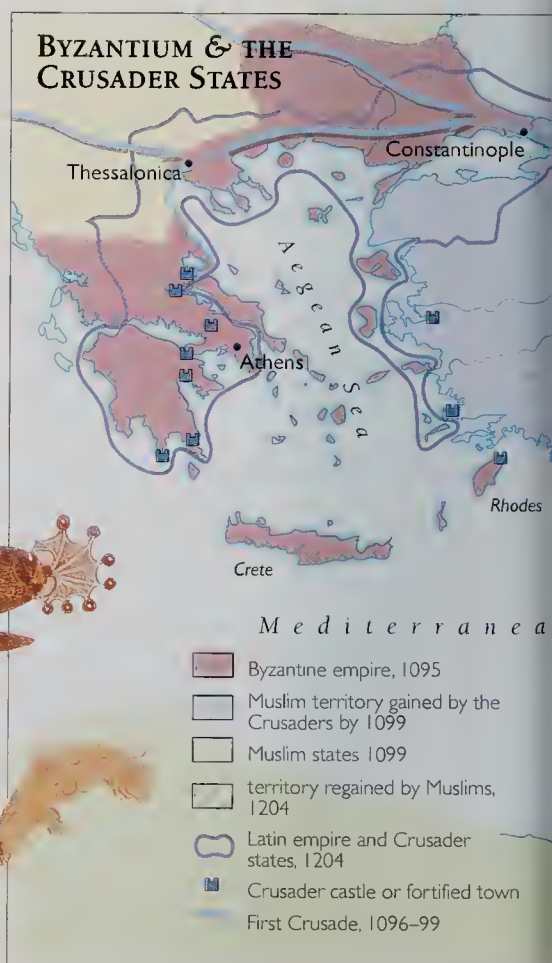 BYZANTIUM & THE
CRUSADER STATES
Constantinople
Thessalonica
Aegean Sea
Athens
Rhodes
Crete
Mediterranea
Byzantine empire, 1095
Muslim territory gained by the
Crusaders by 1099
Muslim states 1099
territory regained by Muslims,
1204
Latin empire and Crusader
states, 1204
Crusader castle or fortified town
First Crusade, 1096–99